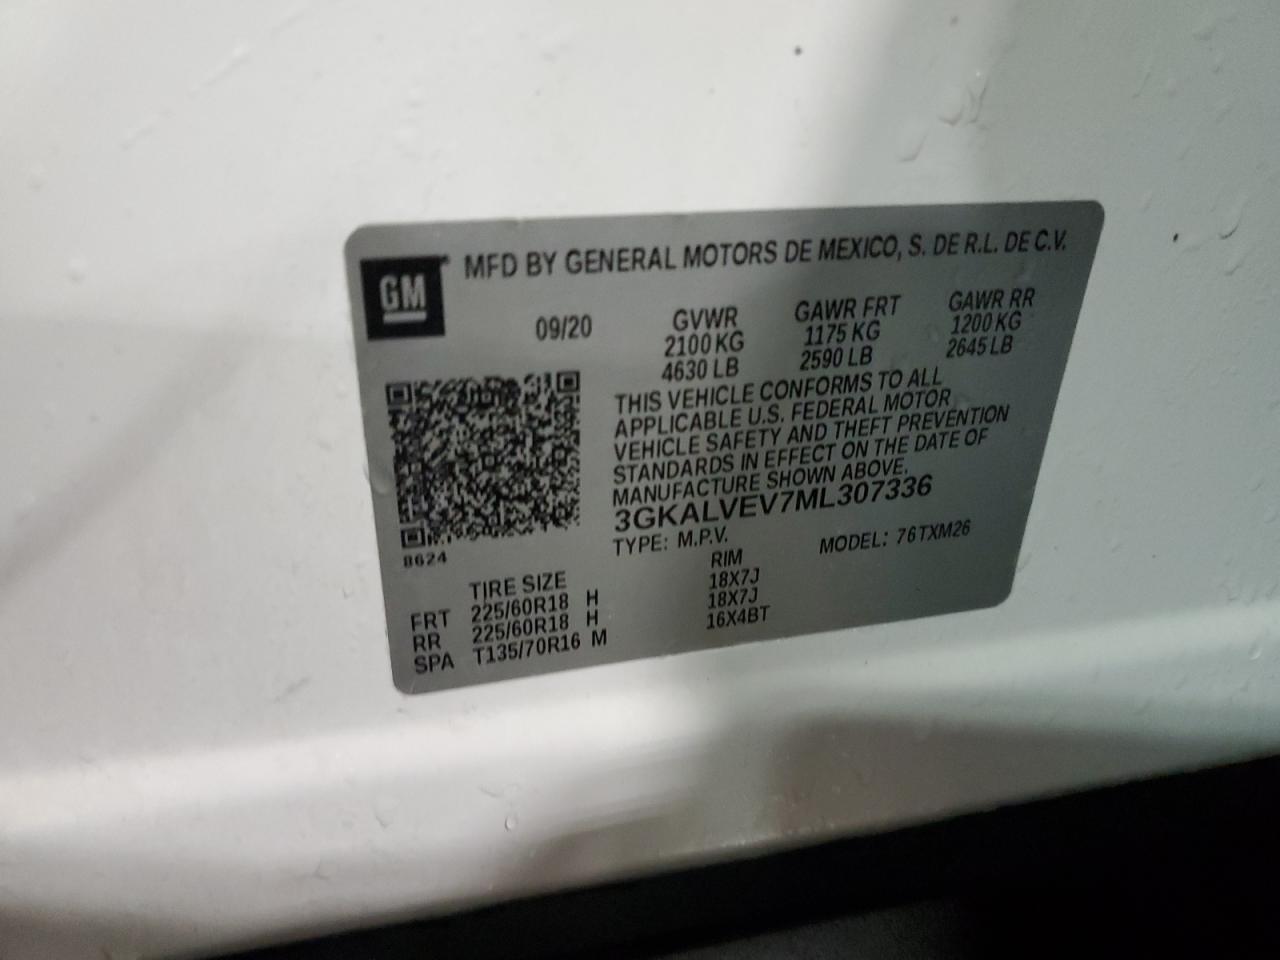 GM
MFD BY GENERAL MOTORS DE MEXICO, S. DE R.L. DE C.V.
09/20
GVWR
2100 KG
4630 LB
GAWR FRT
1175 KG
2590 LB
GAWR RR
1200 KG
2645 LB
THIS VEHICLE CONFORMS TO ALL
APPLICABLE U.S. FEDERAL MOTOR
VEHICLE SAFETY AND THEFT PREVENTION
STANDARDS IN EFFECT ON THE DATE OF
MANUFACTURE SHOWN ABOVE.
3GKALVEV7ML307336
TYPE: M.P.V. MODEL: 76TXM26
8624
TIRE SIZE RIM
FRT 225/60R18 H 18X7J
RR 225/60R18 H 18X7J
SPA T135/70R16 M 16X4BT